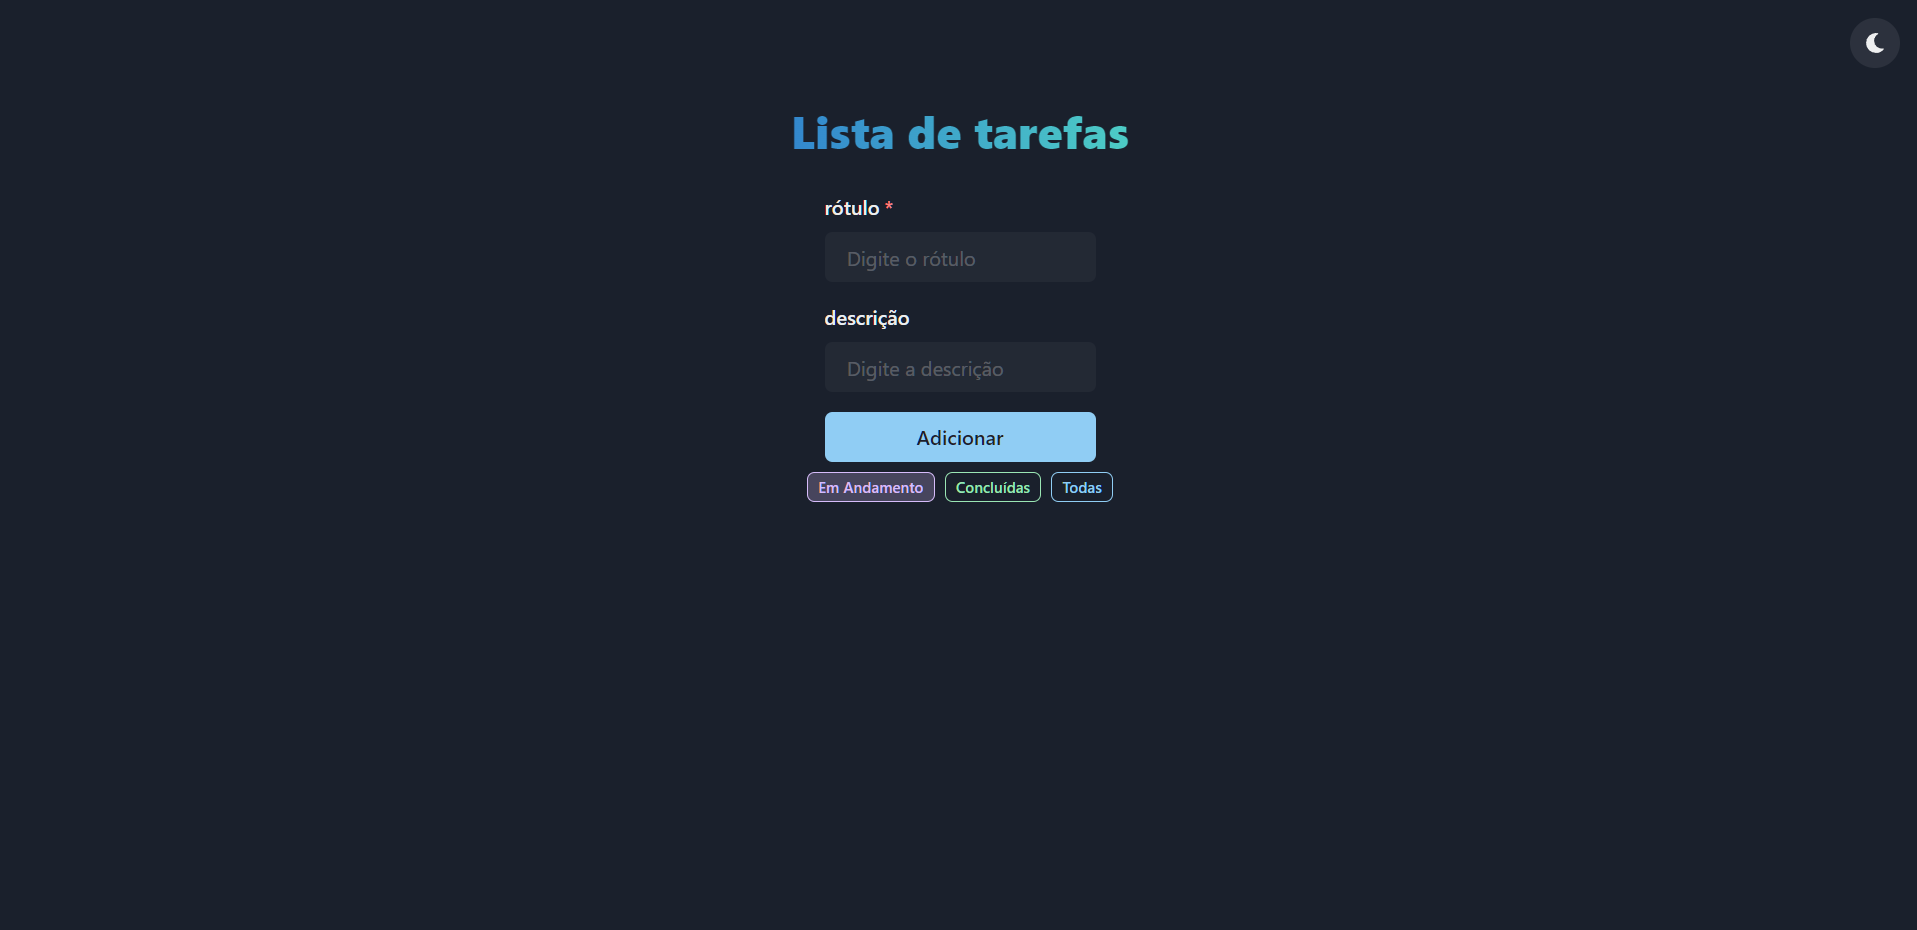 Lista de tarefas
rótulo *
Digite o rótulo
descrição
Digite a descrição
Adicionar
Em Andamento Concluídas Todas